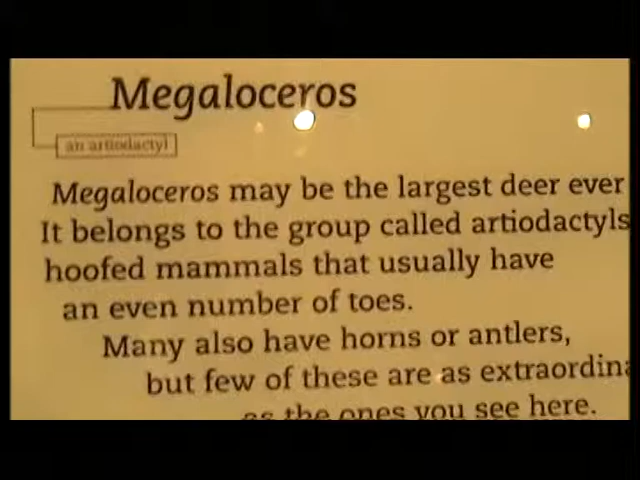 Megaloceros
an artiodactyl
Megaloceros may be the largest deer ever
It belongs to the group called artiodactyls
hoofed mammals that usually have
an even number of toes.
Many also have horns or antlers,
but few of these are as extraordina
as the ones you see here.